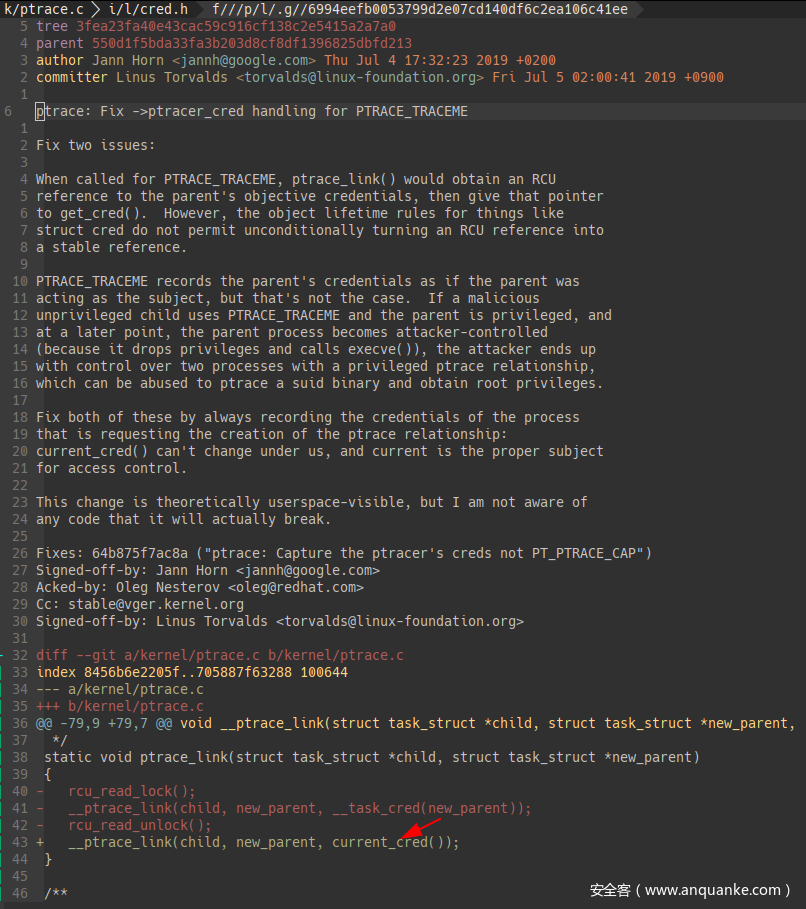 k/ptrace.c > i/l/cred.h > f///p/l/.g//6994eefb0053799d2e07cd140df6c2ea106c41ee
5 tree 3fea23fa40e43cac59c916cf138c2e5415a2a7a0
4 parent 550d1f5bda33fa3b203d8cf8df1396825dbfd213
3 author Jann Horn <jannh@google.com> Thu Jul 4 17:32:23 2019 +0200
2 committer Linus Torvalds <torvalds@linux-foundation.org> Fri Jul 5 02:00:41 2019 +0900
1
6 ptrace: Fix ->ptracer_cred handling for PTRACE_TRACEME
1
2 Fix two issues:
3
4 When called for PTRACE_TRACEME, ptrace_link() would obtain an RCU
5 reference to the parent's objective credentials, then give that pointer
6 to get_cred().  However, the object lifetime rules for things like
7 struct cred do not permit unconditionally turning an RCU reference into
8 a stable reference.
9
10 PTRACE_TRACEME records the parent's credentials as if the parent was
11 acting as the subject, but that's not the case.  If a malicious
12 unprivileged child uses PTRACE_TRACEME and the parent is privileged, and
13 at a later point, the parent process becomes attacker-controlled
14 (because it drops privileges and calls execve()), the attacker ends up
15 with control over two processes with a privileged ptrace relationship,
16 which can be abused to ptrace a suid binary and obtain root privileges.
17
18 Fix both of these by always recording the credentials of the process
19 that is requesting the creation of the ptrace relationship:
20 current_cred() can't change under us, and current is the proper subject
21 for access control.
22
23 This change is theoretically userspace-visible, but I am not aware of
24 any code that it will actually break.
25
26 Fixes: 64b875f7ac8a ("ptrace: Capture the ptracer's creds not PT_PTRACE_CAP")
27 Signed-off-by: Jann Horn <jannh@google.com>
28 Acked-by: Oleg Nesterov <oleg@redhat.com>
29 Cc: stable@vger.kernel.org
30 Signed-off-by: Linus Torvalds <torvalds@linux-foundation.org>
31
- 32 diff --git a/kernel/ptrace.c b/kernel/ptrace.c
33 index 8456b6e2205f..705887f63288 100644
34 --- a/kernel/ptrace.c
35 +++ b/kernel/ptrace.c
36 @@ -79,9 +79,7 @@ void __ptrace_link(struct task_struct *child, struct task_struct *new_parent,
37   */
38  static void ptrace_link(struct task_struct *child, struct task_struct *new_parent)
39  {
40 -   rcu_read_lock();
41 -   __ptrace_link(child, new_parent, __task_cred(new_parent));
42 -   rcu_read_unlock();
43 +   __ptrace_link(child, new_parent, current_cred());
44  }
45
46  /**
安全客（www.anquanke.com）